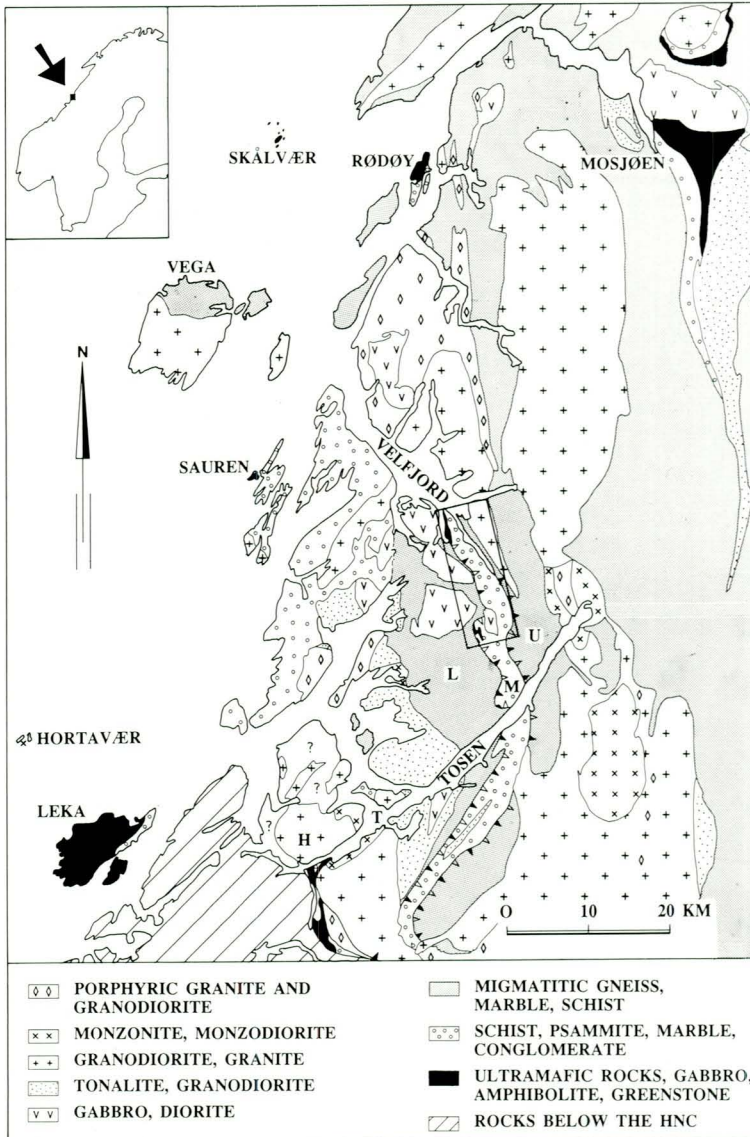 SKÅLVÆR
RØDØY
MOSJØEN
VEGA
N
SAUREN
VELFJORD
U
L
M
HORTAVÆR
TOSEN
LEKA
?
?
?
T
H
0 10 20 KM
PORPHYRIC GRANITE AND
GRANODIORITE
MONZONITE, MONZODIORITE
GRANODIORITE, GRANITE
TONALITE, GRANODIORITE
GABBRO, DIORITE
MIGMATITIC GNEISS,
MARBLE, SCHIST
SCHIST, PSAMMITE, MARBLE,
CONGLOMERATE
ULTRAMAFIC ROCKS, GABBRO,
AMPHIBOLITE, GREENSTONE
ROCKS BELOW THE HNC